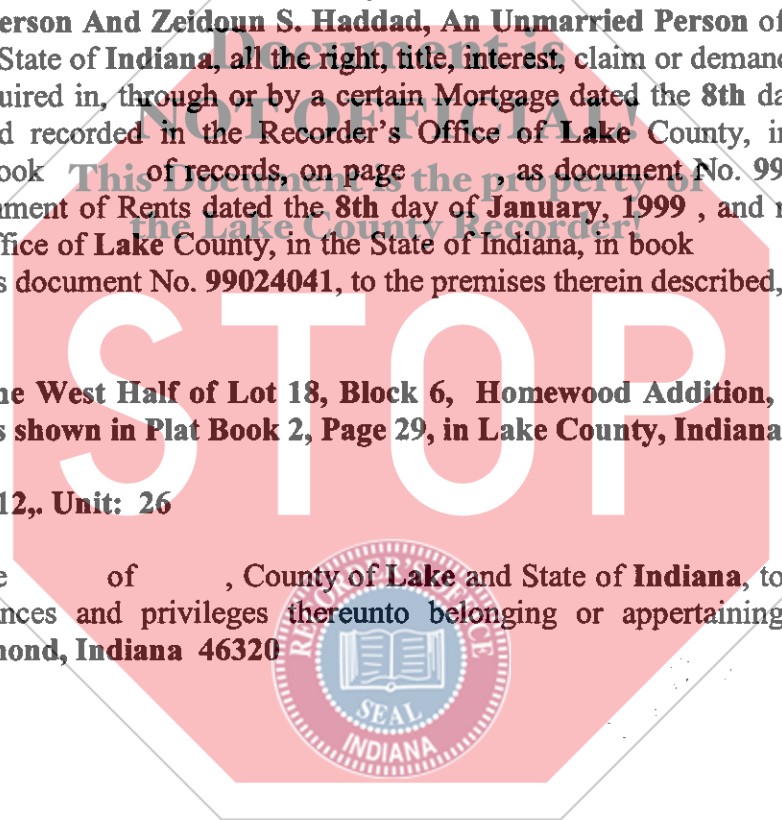 erson And Zeidoun S. Haddad, An Unmarried Person of
State of Indiana, all the right, title, interest, claim or demand
Document is
uired in, through or by a certain Mortgage dated the 8th da
NOT OFFICIAL!
d recorded in the Recorder's Office of Lake County, in
ook of records, on page , as document No. 99
This Document is the property of
ment of Rents dated the 8th day of January, 1999 , and r
the Lake County Recorder!
ffice of Lake County, in the State of Indiana, in book
s document No. 99024041, to the premises therein described,
STOP
he West Half of Lot 18, Block 6, Homewood Addition,
s shown in Plat Book 2, Page 29, in Lake County, Indiana
12,. Unit: 26
e of , County of Lake and State of Indiana, to
nces and privileges thereunto belonging or appertaining
nond, Indiana 46320
RECORDER'S OFFICE
SEAL
INDIANA